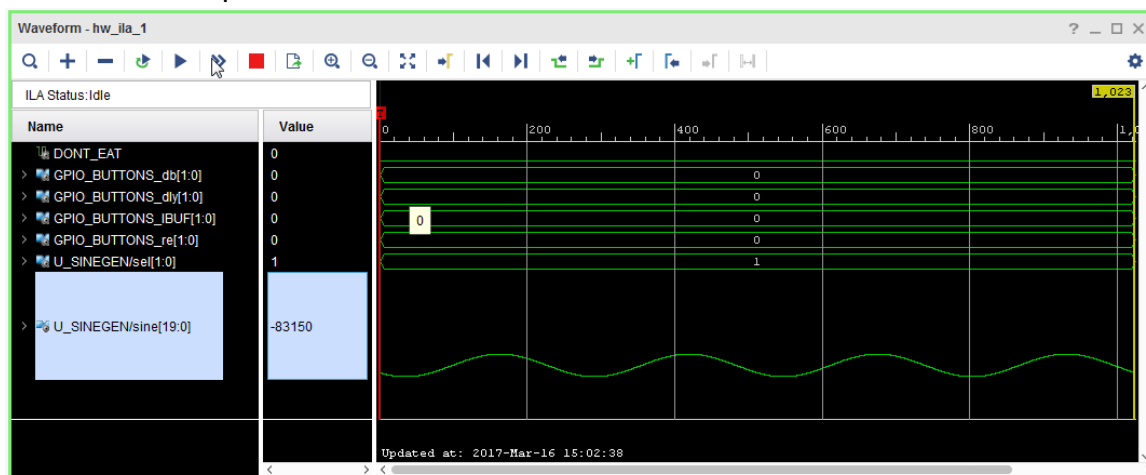 Waveform - hw_ila_1
ILA Status:Idle
1,023
Name Value
0 200 400 600 800
DONT_EAT 0
GPIO_BUTTONS_db[1:0] 0 0
GPIO_BUTTONS_dly[1:0] 0 0
GPIO_BUTTONS_IBUF[1:0] 0 0 0
GPIO_BUTTONS_re[1:0] 0 0
U_SINEGEN/sel[1:0] 1 1
U_SINEGEN/sine[19:0] -83150
Updated at: 2017-Mar-16 15:02:38